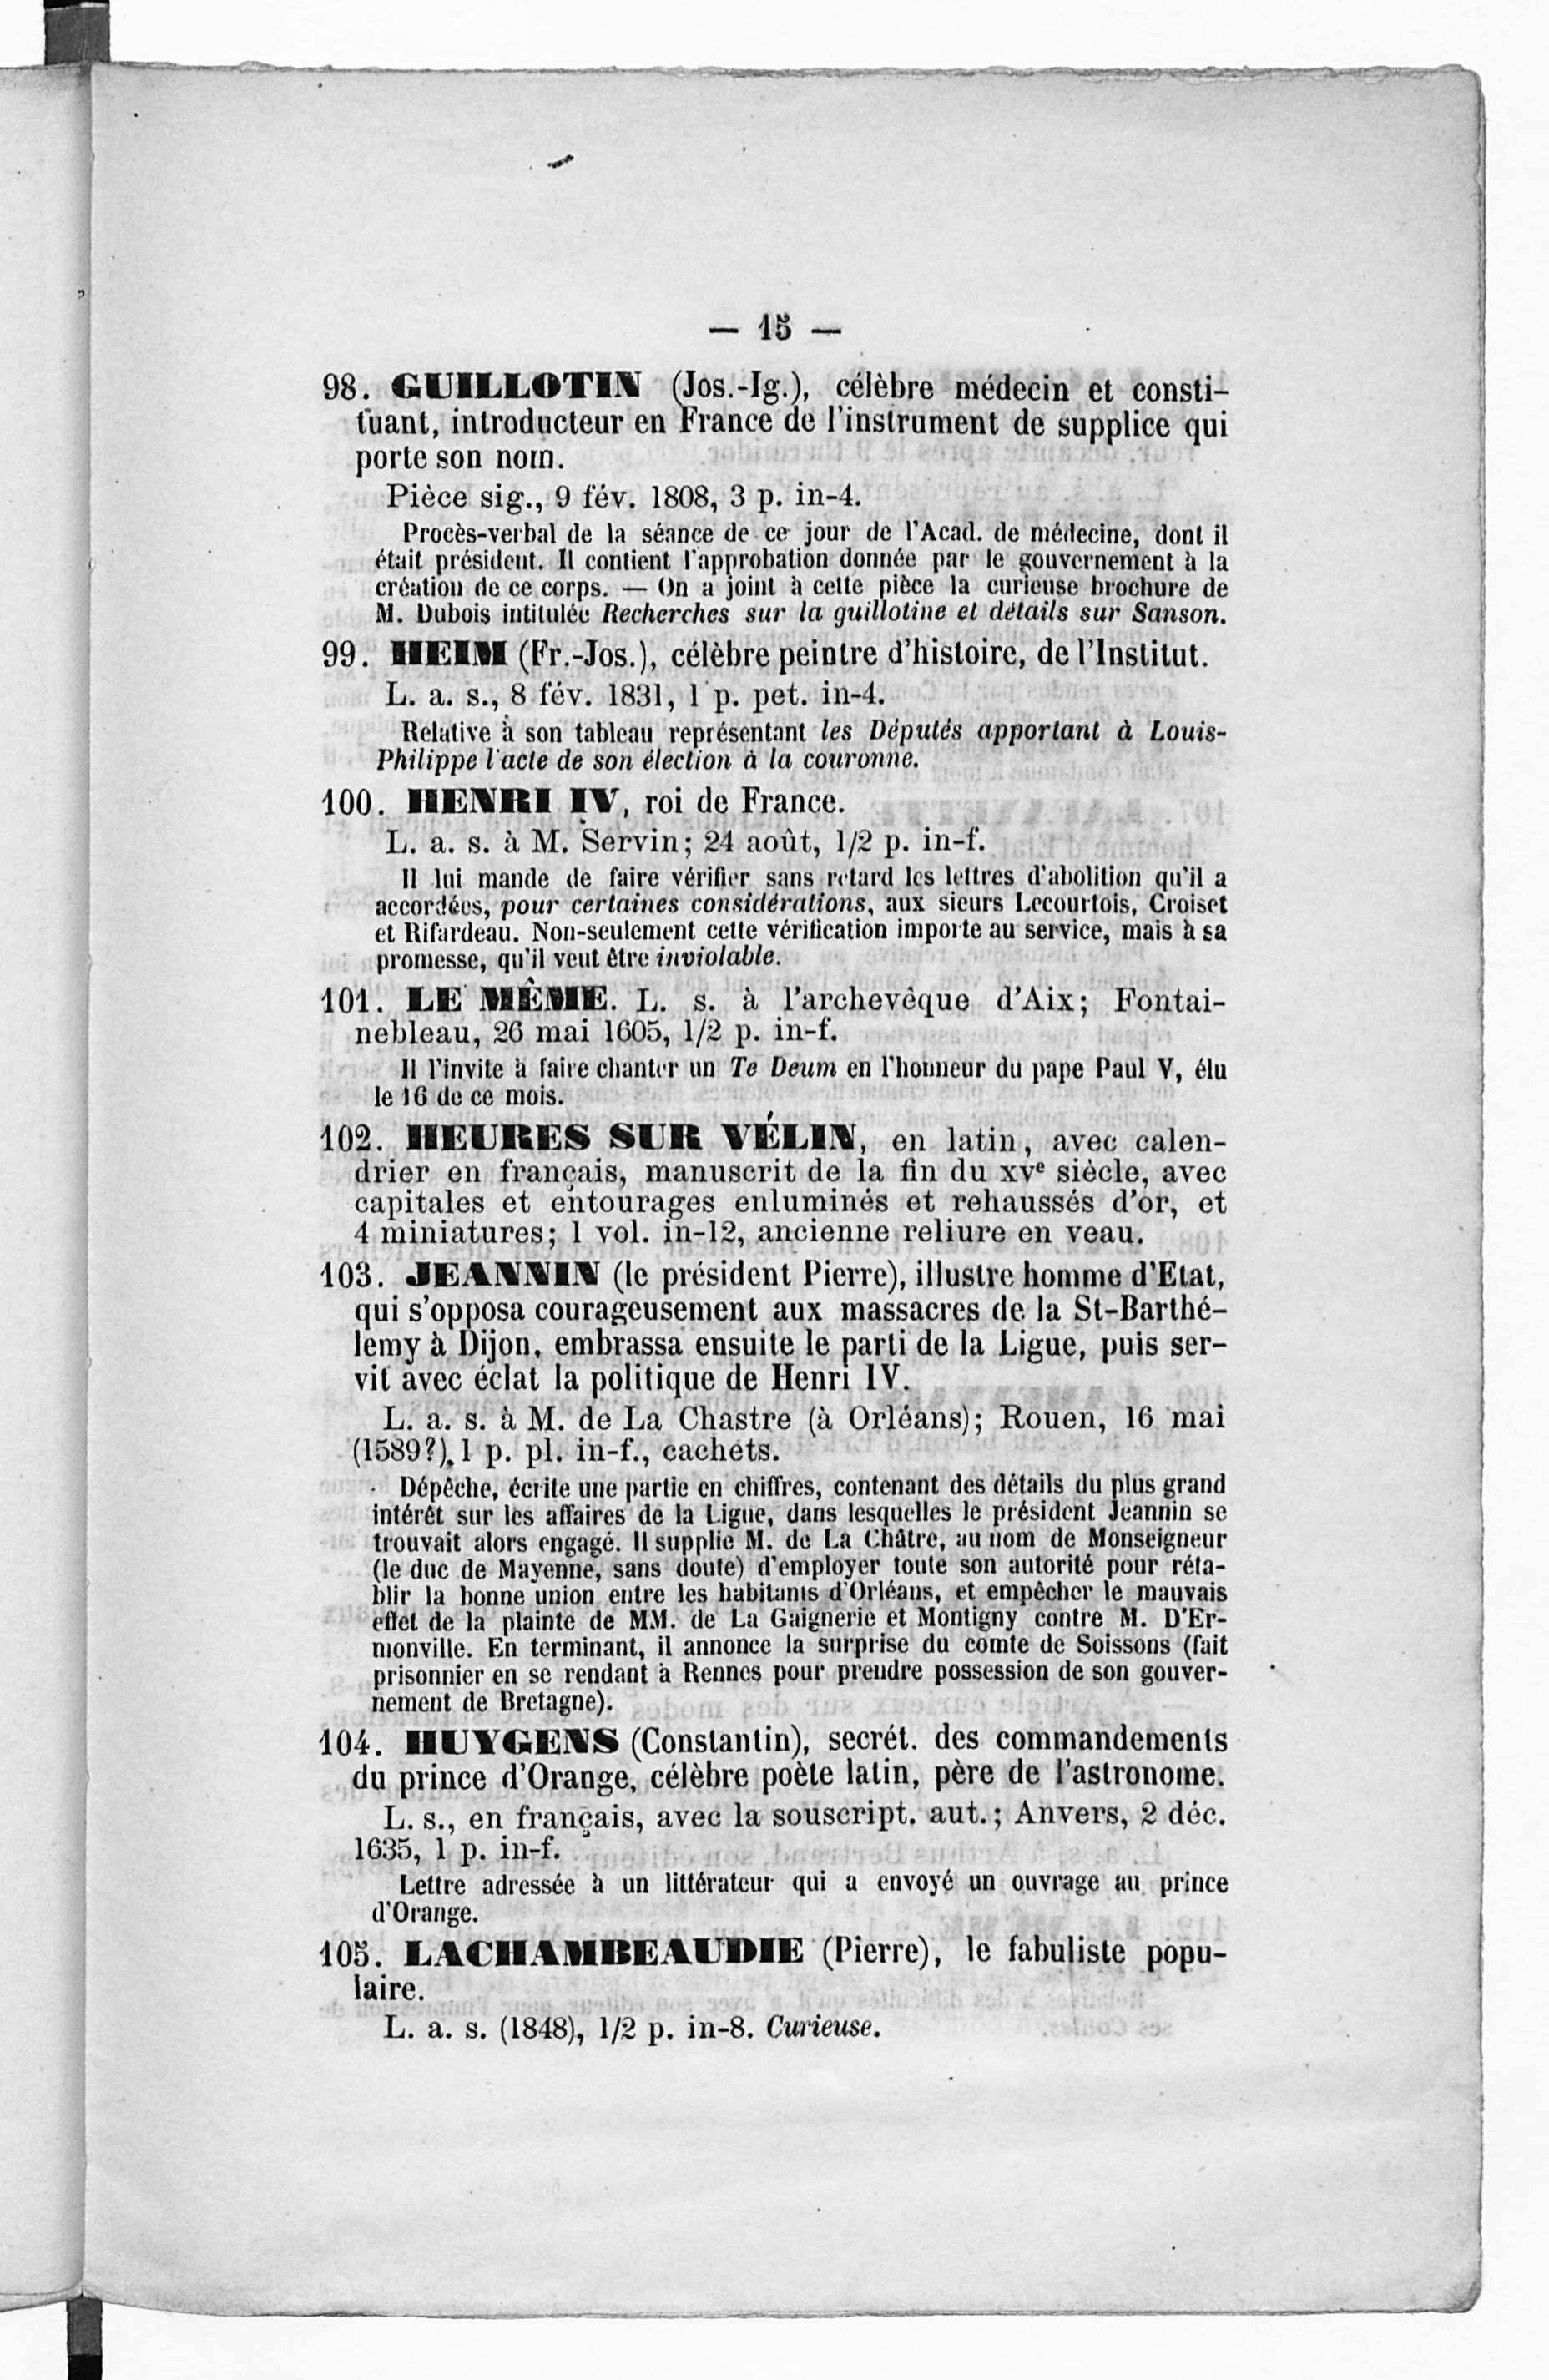 — 15 —
98. GUILLOTIN (Jos.-Ig.), célèbre médecin et consti-
tuant, introducteur en France de l'instrument de supplice qui
porte son nom.
Pièce sig., 9 fév. 1808, 3 p. in-4.
Procès-verbal de la séance de ce jour de l'Acad. de médecine, dont il
était président. Il contient l'approbation donnée par le gouvernement à la
création de ce corps. — On a joint à cette pièce la curieuse brochure de
M. Dubois intitulée Recherches sur la guillotine et détails sur Sanson.
99. HEIM (Fr.-Jos.), célèbre peintre d'histoire, de l'Institut.
L. a. s., 8 fév. 1831, 1 p. pet. in-4.
Relative à son tableau représentant les Députés apportant à Louis-
Philippe l'acte de son élection à la couronne.
100. HENRI IV, roi de France.
L. a. s. à M. Servin; 24 août, 1/2 p. in-f.
Il lui mande de faire vérifier sans retard les lettres d'abolition qu'il a
accordées, pour certaines considérations, aux sieurs Lecourtois, Croiset
et Rifardeau. Non-seulement cette vérification importe au service, mais à sa
promesse, qu'il veut être inviolable.
101. LE MÊME. L. s. à l'archevêque d'Aix; Fontai-
nebleau, 26 mai 1605, 1/2 p. in-f.
Il l'invite à faire chanter un Te Deum en l'honneur du pape Paul V, élu
le 16 de ce mois.
102. HEURES SUR VÉLIN, en latin, avec calen-
drier en français, manuscrit de la fin du XVe siècle, avec
capitales et entourages enluminés et rehaussés d'or, et
4 miniatures; 1 vol. in-12, ancienne reliure en veau.
103. JEANNIN (le président Pierre), illustre homme d'Etat,
qui s'opposa courageusement aux massacres de la St-Barthé-
lemy à Dijon, embrassa ensuite le parti de la Ligue, puis ser-
vit avec éclat la politique de Henri IV.
L. a. s. à M. de La Chastre (à Orléans); Rouen, 16 mai
(1589?), 1 p. pl. in-f., cachets.
Dépêche, écrite une partie en chiffres, contenant des détails du plus grand
intérêt sur les affaires de la Ligue, dans lesquelles le président Jeannin se
trouvait alors engagé. Il supplie M. de La Châtre, au nom de Monseigneur
(le duc de Mayenne, sans doute) d'employer toute son autorité pour réta-
blir la bonne union entre les habitants d'Orléans, et empêcher le mauvais
effet de la plainte de MM. de La Gaignerie et Montigny contre M. D'Er-
monville. En terminant, il annonce la surprise du comte de Soissons (fait
prisonnier en se rendant à Rennes pour prendre possession de son gouver-
nement de Bretagne).
104. HUYGENS (Constantin), secrét. des commandements
du prince d'Orange, célèbre poète latin, père de l'astronome.
L. s., en français, avec la souscript. aut.; Anvers, 2 déc.
1635, 1 p. in-f.
Lettre adressée à un littérateur qui a envoyé un ouvrage au prince
d'Orange.
105. LACHAMBEAUDIE (Pierre), le fabuliste popu-
laire.
L. a. s. (1848), 1/2 p. in-8. Curieuse.